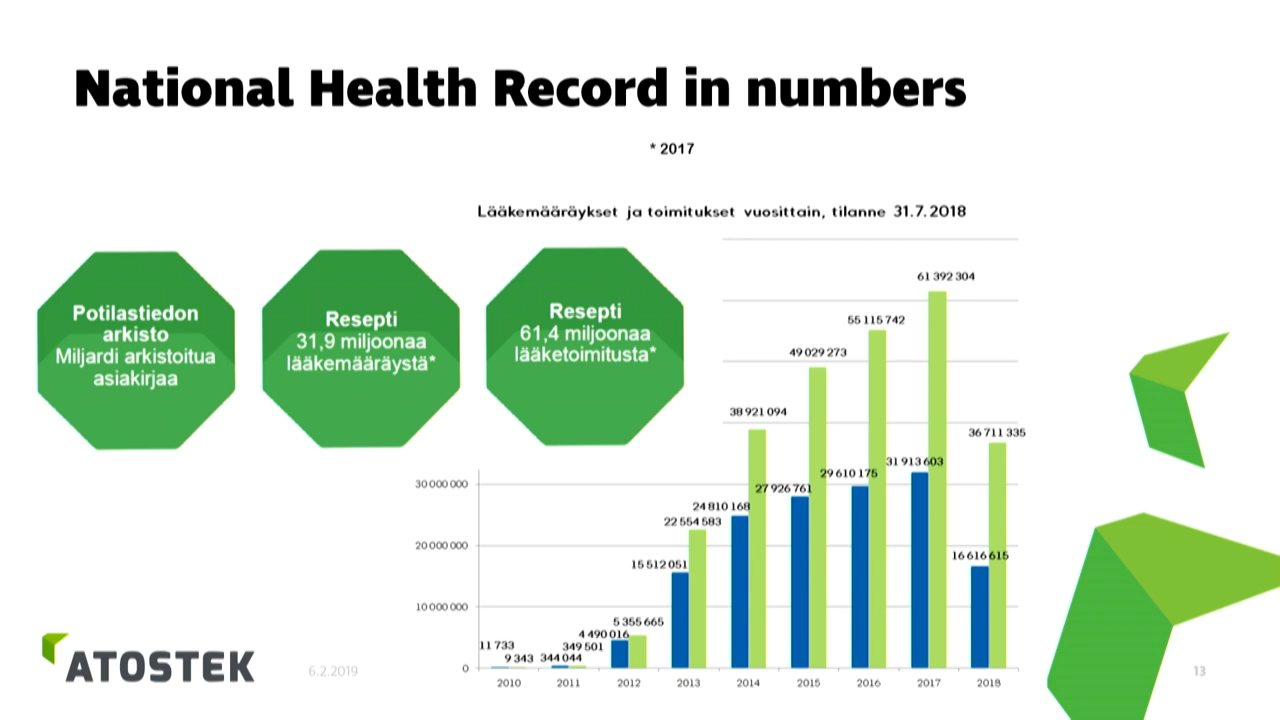 National Health Record in numbers
* 2017
Lääkemääräykset ja toimitukset vuosittain, tilanne 31.7.2018
Potilastiedon
arkisto
Miljardi arkistoitua
asiakirjaa
Resepti
31,9 miljoonaa
lääkemääräystä*
Resepti
61,4 miljoonaa
lääketoimitusta*
61 392 304
55 115 742
49 029 273
38 921 094
36 711 335
31 913 603
29 610 175
27 926 761
24 810 168
22 554 583
16 616 615
15 512 051
5 355 665
4 490 016
349 501
344 044
11 733
9 343
30 000 000
20 000 000
10 000 000
0
2010 2011 2012 2013 2014 2015 2016 2017 2018
ATOSTEK
6.2.2019
13